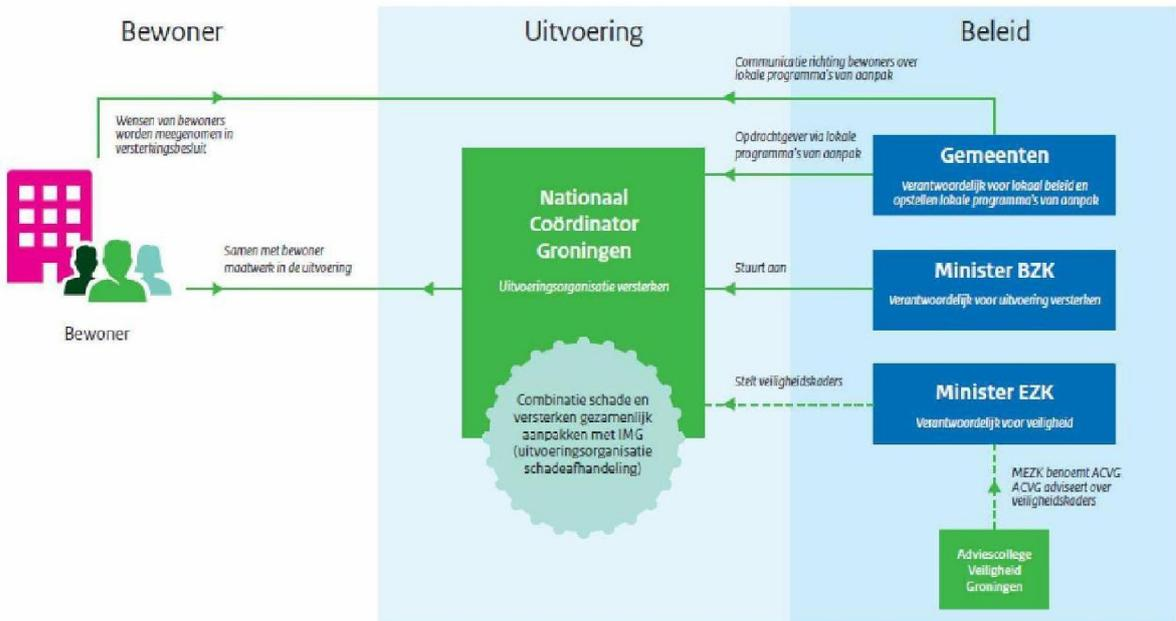 Bewoner
Uitvoering
Beleid
Communicatie richting bewoners over
lokale programma's van aanpak
Wensen van bewoners
worden meegenomen in
versterkingsbesluit
Opdrachtgever via lokale
programma's van aanpak
Gemeenten
Verantwoordelijk voor lokaal beleid en
opstellen lokale programma's van aanpak
Nationaal
Coördinator
Groningen
Uitvoeringsorganisatie versterken
Samen met bewoner
maatwerk in de uitvoering
Stuurt aan
Minister BZK
Verantwoordelijk voor uitvoering versterken
Bewoner
Stelt veiligheidskaders
Minister EZK
Verantwoordelijk voor veiligheid
Combinatie schade en
versterken gezamenlijk
aanpakken met IMG
(uitvoeringsorganisatie
schadeafhandeling)
MEZK benoemt ACVG
ACVG adviseert over
veiligheidskaders
Adviescollege
Veiligheid
Groningen